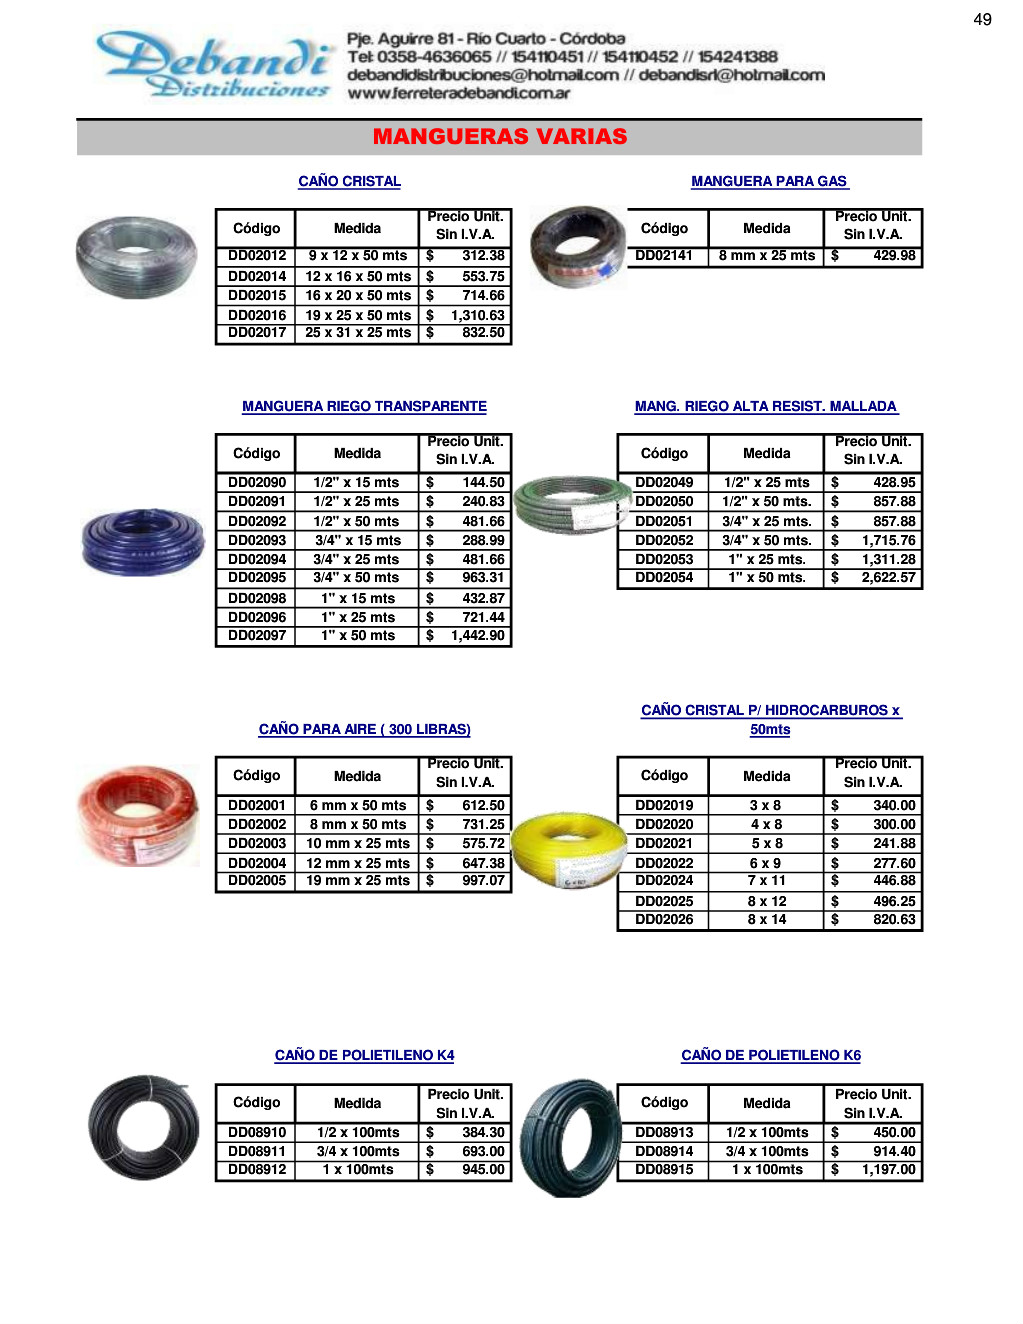 49
Debandi
Distribuciones
Pje. Aguirre 81 - Río Cuarto - Córdoba
Tel: 0358-4636065 // 154110451 // 154110452 // 154241388
debandidistribuciones@hotmail.com // debandisrl@hotmail.com
www.ferreteradebandi.com.ar
MANGUERAS VARIAS
CAÑO CRISTAL
Código Medida Precio Unit. Sin I.V.A.
DD02012 9 x 12 x 50 mts $ 312.38
DD02014 12 x 16 x 50 mts $ 553.75
DD02015 16 x 20 x 50 mts $ 714.66
DD02016 19 x 25 x 50 mts $ 1,310.63
DD02017 25 x 31 x 25 mts $ 832.50
MANGUERA PARA GAS
Código Medida Precio Unit. Sin I.V.A.
DD02141 8 mm x 25 mts $ 429.98
MANGUERA RIEGO TRANSPARENTE
Código Medida Precio Unit. Sin I.V.A.
DD02090 1/2" x 15 mts $ 144.50
DD02091 1/2" x 25 mts $ 240.83
DD02092 1/2" x 50 mts $ 481.66
DD02093 3/4" x 15 mts $ 288.99
DD02094 3/4" x 25 mts $ 481.66
DD02095 3/4" x 50 mts $ 963.31
DD02098 1" x 15 mts $ 432.87
DD02096 1" x 25 mts $ 721.44
DD02097 1" x 50 mts $ 1,442.90
MANG. RIEGO ALTA RESIST. MALLADA
Código Medida Precio Unit. Sin I.V.A.
DD02049 1/2" x 25 mts $ 428.95
DD02050 1/2" x 50 mts. $ 857.88
DD02051 3/4" x 25 mts. $ 857.88
DD02052 3/4" x 50 mts. $ 1,715.76
DD02053 1" x 25 mts. $ 1,311.28
DD02054 1" x 50 mts. $ 2,622.57
CAÑO PARA AIRE ( 300 LIBRAS)
Código Medida Precio Unit. Sin I.V.A.
DD02001 6 mm x 50 mts $ 612.50
DD02002 8 mm x 50 mts $ 731.25
DD02003 10 mm x 25 mts $ 575.72
DD02004 12 mm x 25 mts $ 647.38
DD02005 19 mm x 25 mts $ 997.07
CAÑO CRISTAL P/ HIDROCARBUROS x
50mts
Código Medida Precio Unit. Sin I.V.A.
DD02019 3 x 8 $ 340.00
DD02020 4 x 8 $ 300.00
DD02021 5 x 8 $ 241.88
DD02022 6 x 9 $ 277.60
DD02024 7 x 11 $ 446.88
DD02025 8 x 12 $ 496.25
DD02026 8 x 14 $ 820.63
CAÑO DE POLIETILENO K4
Código Medida Precio Unit. Sin I.V.A.
DD08910 1/2 x 100mts $ 384.30
DD08911 3/4 x 100mts $ 693.00
DD08912 1 x 100mts $ 945.00
CAÑO DE POLIETILENO K6
Código Medida Precio Unit. Sin I.V.A.
DD08913 1/2 x 100mts $ 450.00
DD08914 3/4 x 100mts $ 914.40
DD08915 1 x 100mts $ 1,197.00